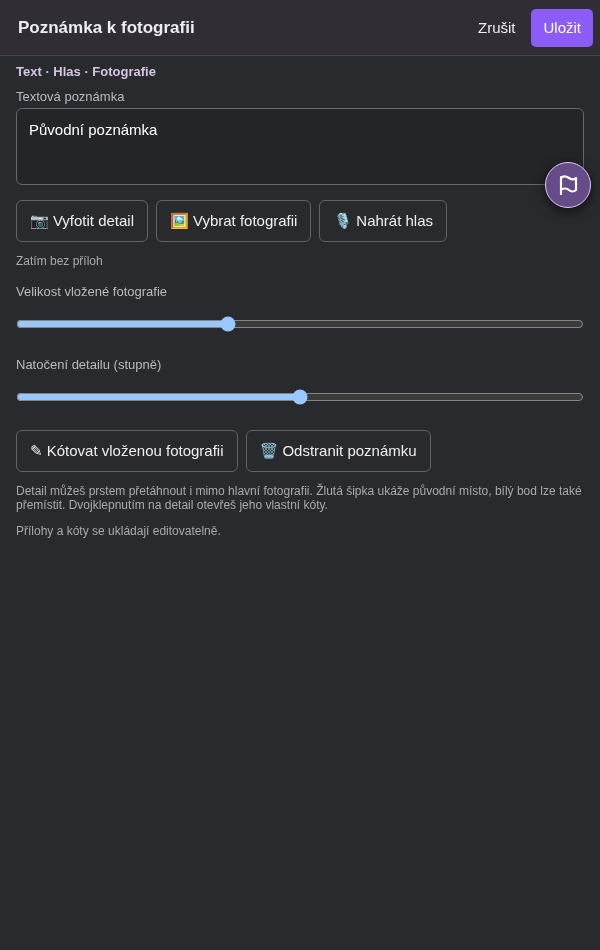 Poznámka k fotografii
Zrušit
Uložit
Text · Hlas · Fotografie
Textová poznámka
Původní poznámka
📷 Vyfotit detail
🖼️ Vybrat fotografii
🎙️ Nahrát hlas
Zatím bez příloh
Velikost vložené fotografie
Natočení detailu (stupně)
✎ Kótovat vloženou fotografii
🗑️ Odstranit poznámku
Detail můžeš prstem přetáhnout i mimo hlavní fotografii. Žlutá šipka ukáže původní místo, bílý bod lze také
přemístit. Dvojklepnutím na detail otevřeš jeho vlastní kóty.
Přílohy a kóty se ukládají editovatelně.